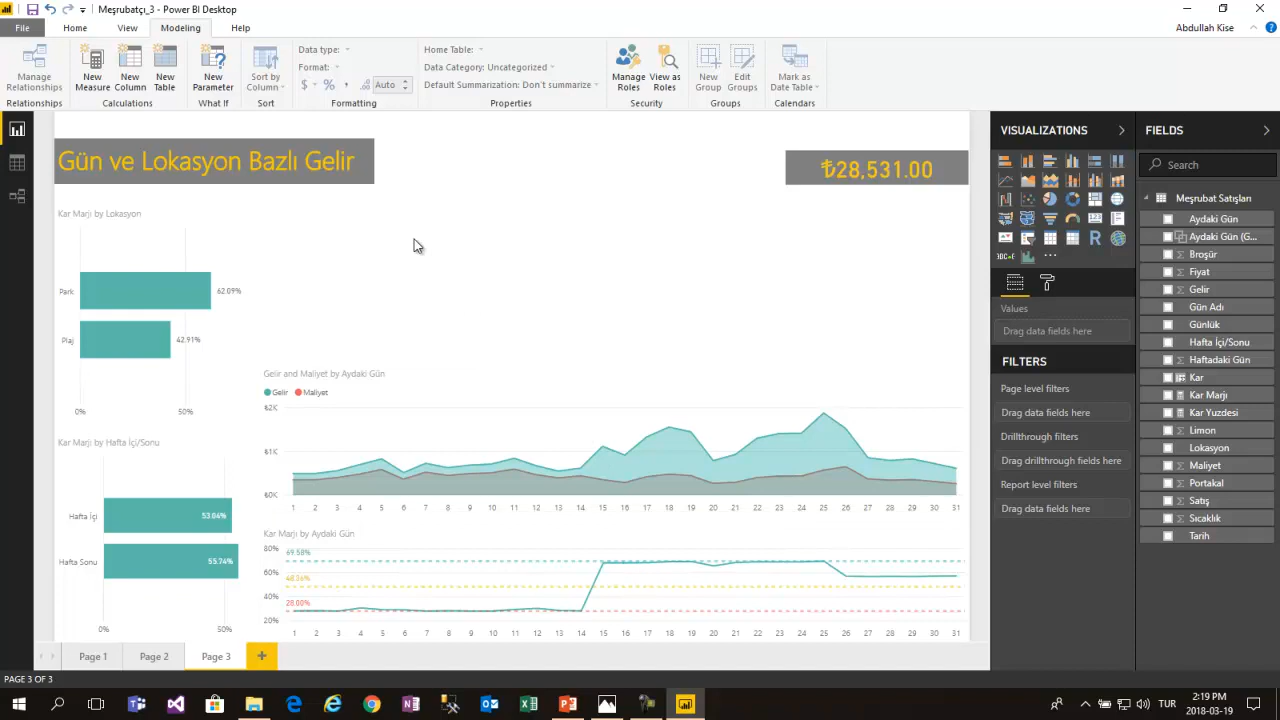 Meşrubatçı_3 - Power BI Desktop
File Home View Modeling Help
Abdullah Kise
Manage Relationships
New Measure
New Column
New Table
New Parameter
Sort by Column
Data type:
Format:
$ % , Auto
Home Table:
Data Category: Uncategorized
Default Summarization: Don't summarize
Manage Roles
View as Roles
New Group
Edit Groups
Mark as Date Table
Relationships Calculations What If Sort Formatting Properties Security Groups Calendars
Gün ve Lokasyon Bazlı Gelir
₺28,531.00
Kar Marjı by Lokasyon
Park 62.09%
Plaj 42.91%
0% 50%
Kar Marjı by Hafta İçi/Sonu
Hafta İçi 53.84%
Hafta Sonu 55.74%
0% 50%
Gelir and Maliyet by Aydaki Gün
Gelir Maliyet
₺2K
₺1K
₺0K
1 2 3 4 5 6 7 8 9 10 11 12 13 14 15 16 17 18 19 20 21 22 23 24 25 26 27 28 29 30 31
Kar Marjı by Aydaki Gün
80%
69.58%
60%
48.36%
40%
28.00%
20%
1 2 3 4 5 6 7 8 9 10 11 12 13 14 15 16 17 18 19 20 21 22 23 24 25 26 27 28 29 30 31
VISUALIZATIONS
R
Values
Drag data fields here
FILTERS
Page level filters
Drag data fields here
Drillthrough filters
Drag drillthrough fields here
Report level filters
Drag data fields here
FIELDS
Search
Meşrubat Satışları
Aydaki Gün
Aydaki Gün (G...
Broşür
Fiyat
Gelir
Gün Adı
Günlük
Hafta İçi/Sonu
Haftadaki Gün
Kar
Kar Marjı
Kar Yuzdesi
Limon
Lokasyon
Maliyet
Portakal
Satış
Sıcaklık
Tarih
Page 1 Page 2 Page 3 +
PAGE 3 OF 3
TUR
2:19 PM
2018-03-19